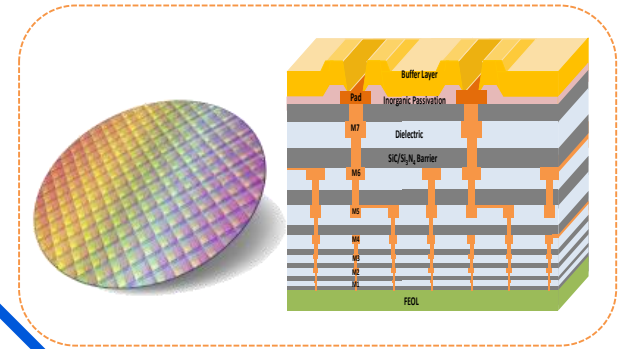 Buffer Layer
Pad
Inorganic Passivation
M7
Dielectric
SiC/Si3N4 Barrier
M6
M5
M4
M3
M2
M1
FEOL